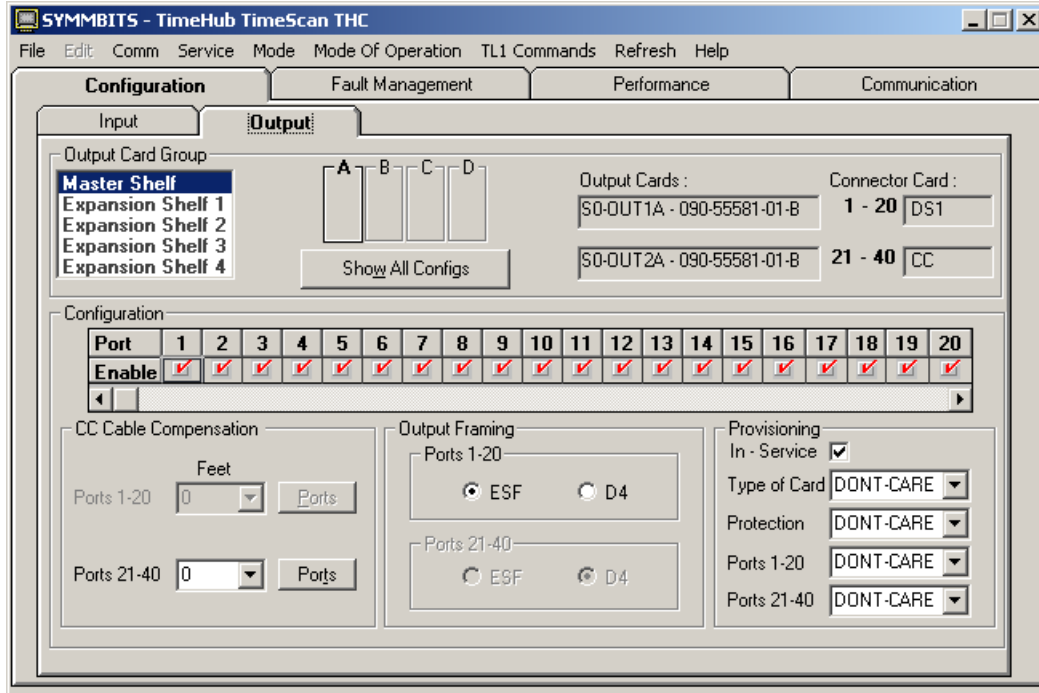 SYMMBITS - TimeHub TimeScan THC
File Edit Comm Service Mode Mode Of Operation TL1 Commands Refresh Help
Configuration Fault Management Performance Communication
Input Output
Output Card Group
Master Shelf
Expansion Shelf 1
Expansion Shelf 2
Expansion Shelf 3
Expansion Shelf 4
A B C D
Show All Configs
Output Cards : Connector Card :
S0-OUT1A - 090-55581-01-B 1 - 20 DS1
S0-OUT2A - 090-55581-01-B 21 - 40 CC
Configuration
Port 1 2 3 4 5 6 7 8 9 10 11 12 13 14 15 16 17 18 19 20
Enable
CC Cable Compensation
Feet
Ports 1-20 0 Ports
Ports 21-40 0 Ports
Output Framing
Ports 1-20
ESF D4
Ports 21-40
ESF D4
Provisioning
In - Service
Type of Card DONT-CARE
Protection DONT-CARE
Ports 1-20 DONT-CARE
Ports 21-40 DONT-CARE